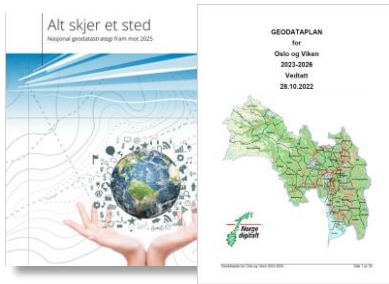 Alt skjer et sted
Nasjonal geodatastrategi fram mot 2025
GEODATAPLAN
for
Oslo og Viken
2023-2026
Vedtatt
28.10.2022
Norge
digitalt